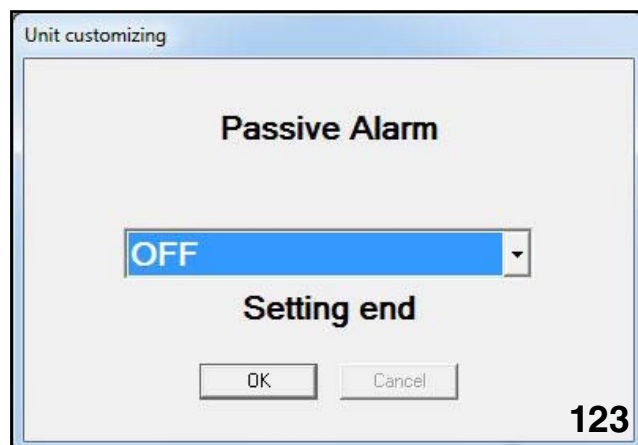 Unit customizing
Passive Alarm
OFF
Setting end
OK Cancel
123